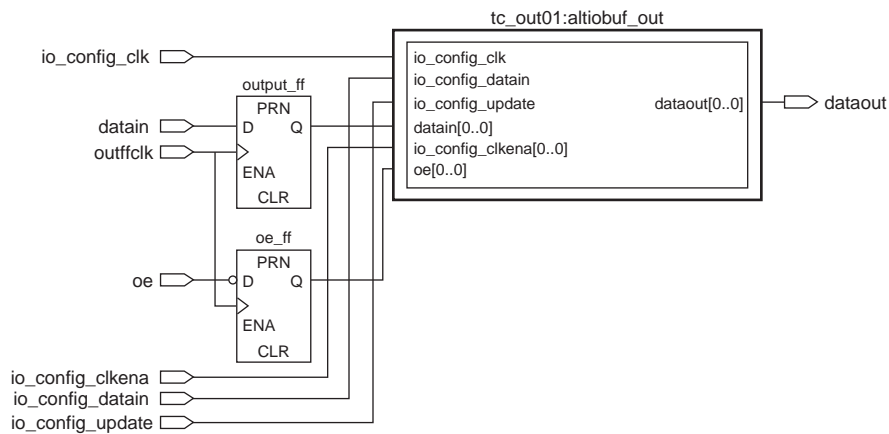 tc_out01:altiobuf_out
io_config_clk
io_config_clk
io_config_datain
io_config_update
dataout[0..0]
dataout
datain[0..0]
io_config_clkena[0..0]
oe[0..0]
output_ff
PRN
datain
D
Q
outffclk
ENA
CLR
oe_ff
PRN
oe
D
Q
ENA
CLR
io_config_clkena
io_config_datain
io_config_update